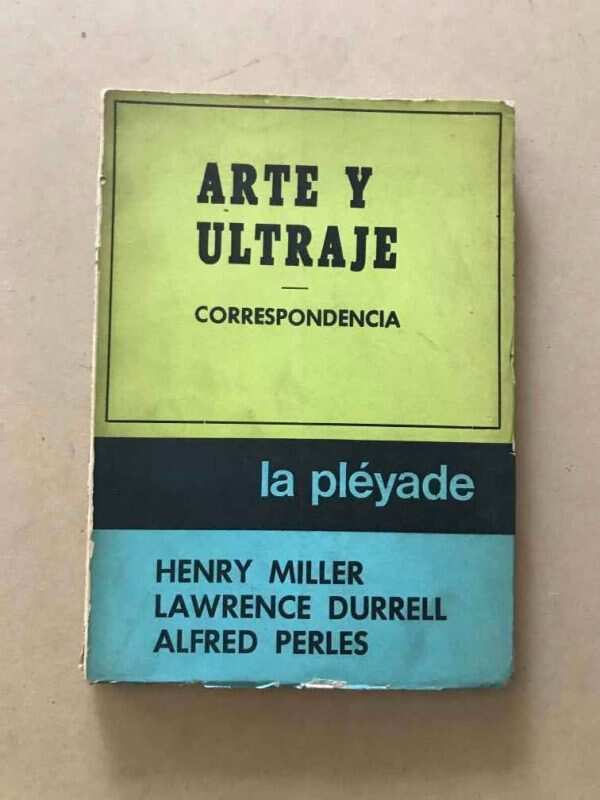 ARTE Y
ULTRAJE
CORRESPONDENCIA
la pléyade
HENRY MILLER
LAWRENCE DURRELL
ALFRED PERLES